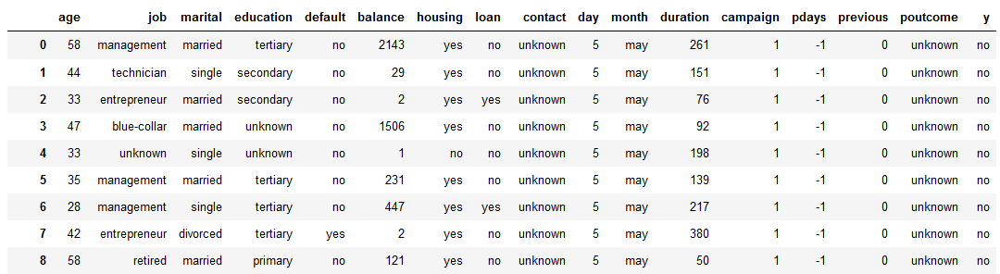 age job marital education default balance housing loan contact day month duration campaign pdays previous poutcome y
0 58 management married tertiary no 2143 yes no unknown 5 may 261 1 -1 0 unknown no
1 44 technician single secondary no 29 yes no unknown 5 may 151 1 -1 0 unknown no
2 33 entrepreneur married secondary no 2 yes yes unknown 5 may 76 1 -1 0 unknown no
3 47 blue-collar married unknown no 1506 yes no unknown 5 may 92 1 -1 0 unknown no
4 33 unknown single unknown no 1 no no unknown 5 may 198 1 -1 0 unknown no
5 35 management married tertiary no 231 yes no unknown 5 may 139 1 -1 0 unknown no
6 28 management single tertiary no 447 yes yes unknown 5 may 217 1 -1 0 unknown no
7 42 entrepreneur divorced tertiary yes 2 yes no unknown 5 may 380 1 -1 0 unknown no
8 58 retired married primary no 121 yes no unknown 5 may 50 1 -1 0 unknown no